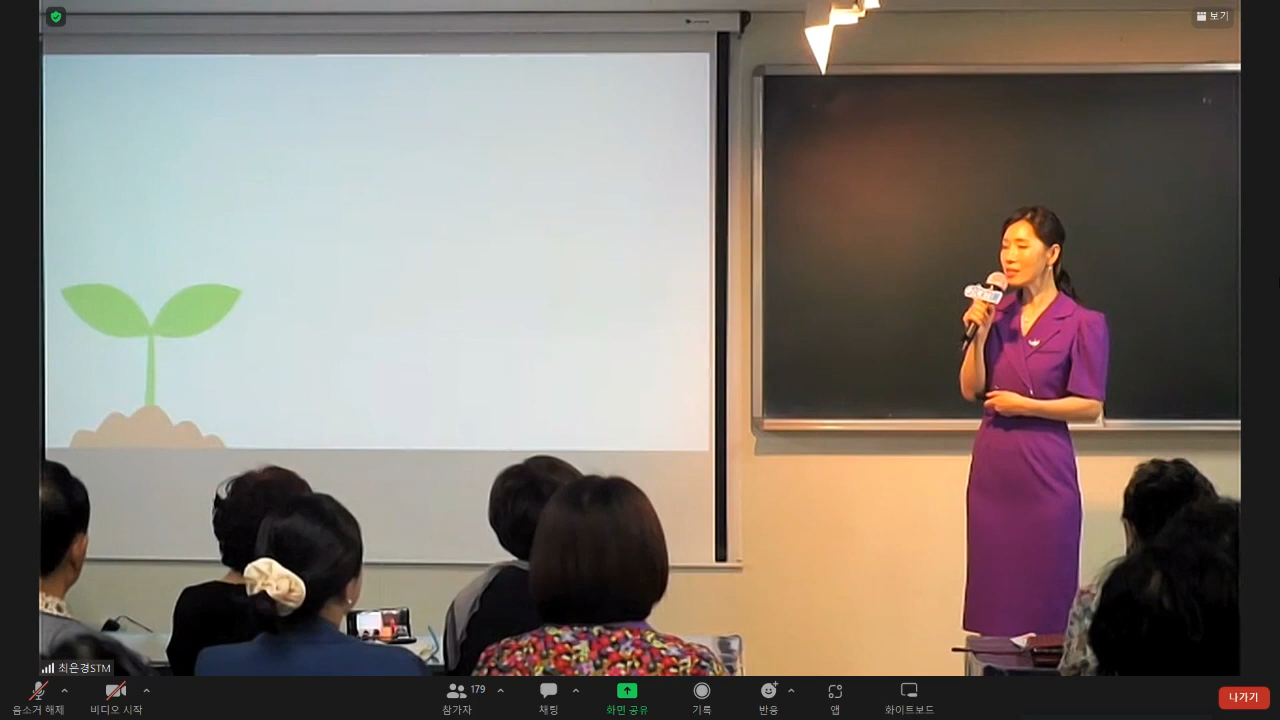 보기
최은경STM
음소거 해제
비디오 시작
179
참가자
채팅
화면 공유
기록
반응
앱
화이트보드
나가기